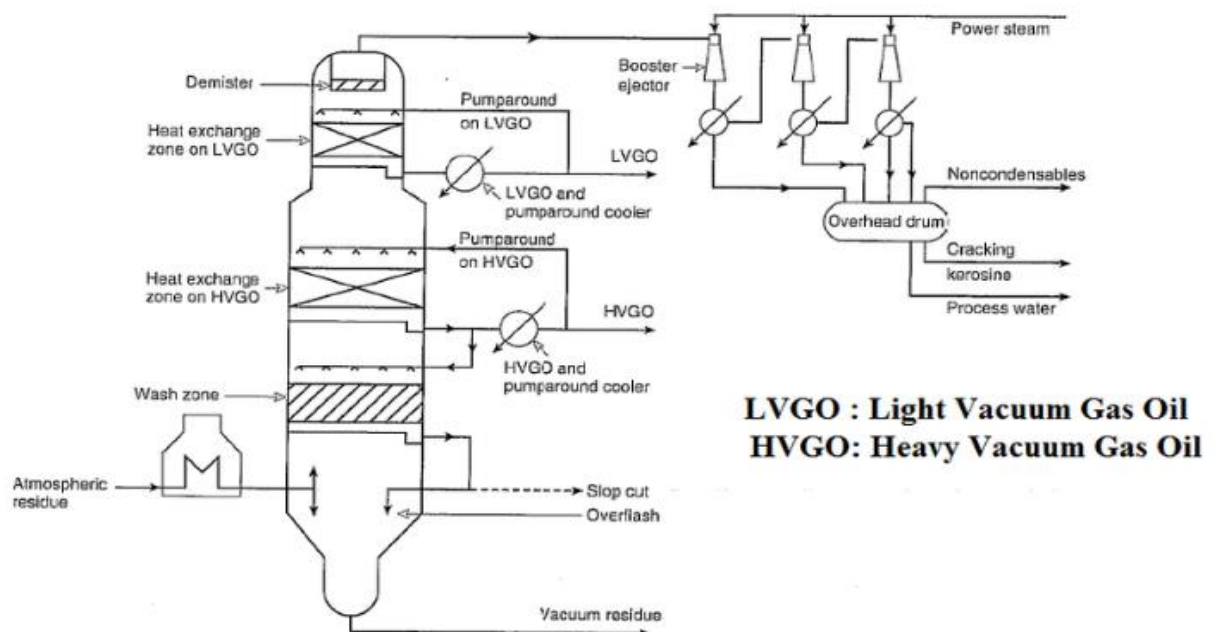 Power steam
Booster
ejector
Demister
Pumparound
on LVGO
Heat exchange
zone on LVGO
LVGO
LVGO and
pumparound cooler
Noncondensables
Overhead drum
Cracking
kerosine
Process water
Pumparound
on HVGO
Heat exchange
zone on HVGO
HVGO
HVGO and
pumparound cooler
Wash zone
LVGO : Light Vacuum Gas Oil
HVGO: Heavy Vacuum Gas Oil
Atmospheric
residue
Slop cut
Overflash
Vacuum residue